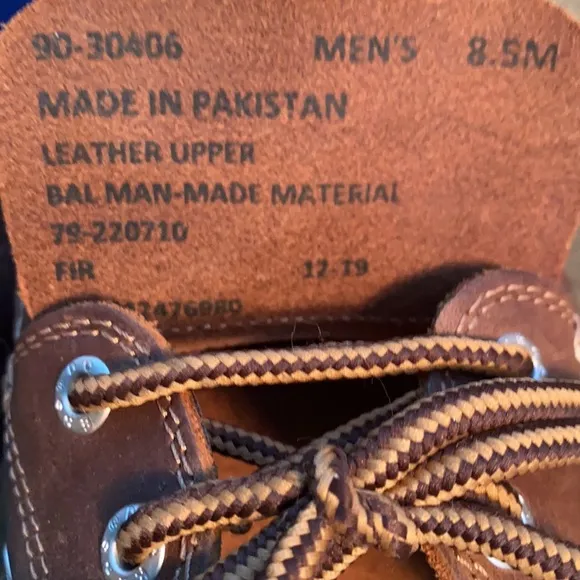 90-30406 MEN'S 8.5M
MADE IN PAKISTAN
LEATHER UPPER
BAL MAN-MADE MATERIAL
79-220710
FIR 12-19
2476980